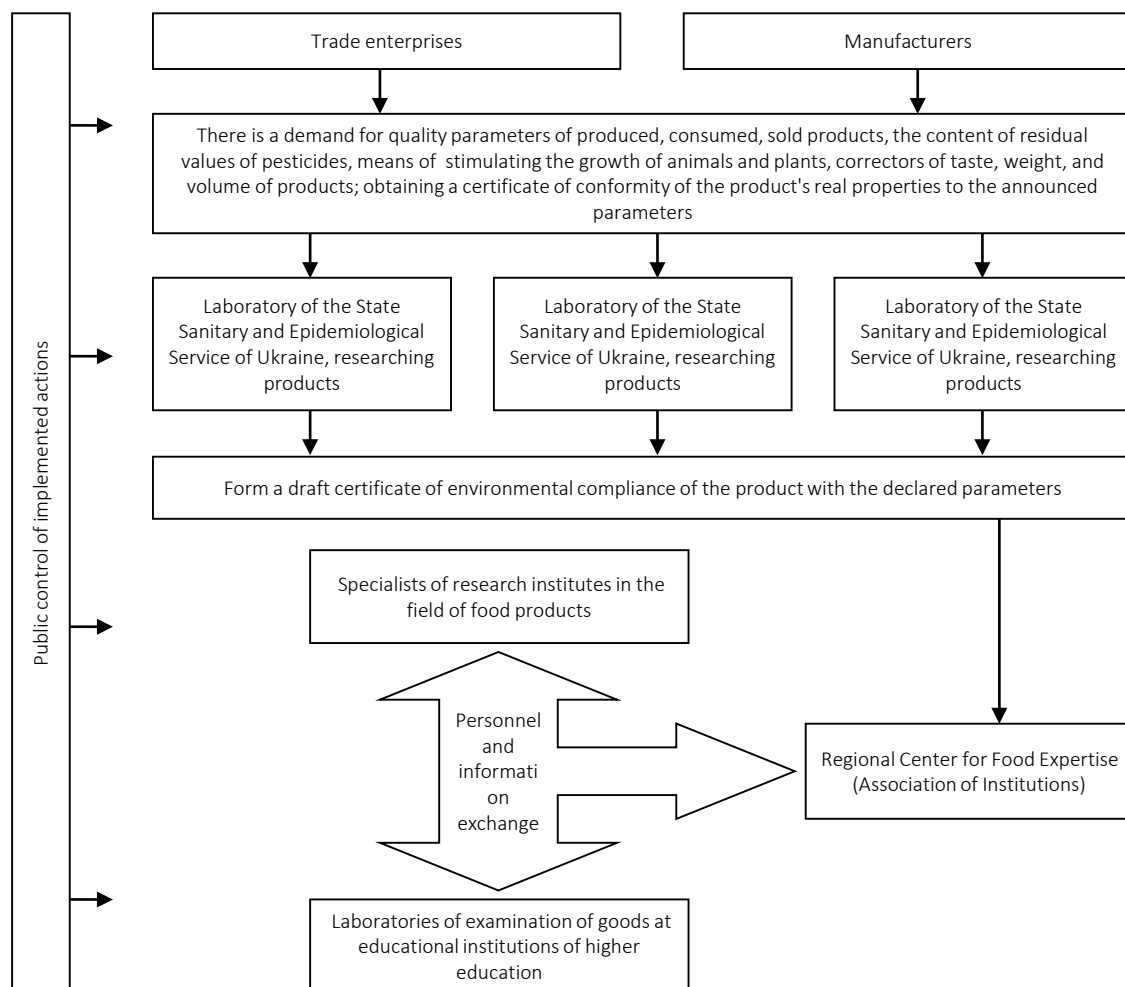 Trade enterprises
Manufacturers
There is a demand for quality parameters of produced, consumed, sold products, the content of residual
values of pesticides, means of stimulating the growth of animals and plants, correctors of taste, weight, and
volume of products; obtaining a certificate of conformity of the product's real properties to the announced
parameters
Laboratory of the State
Sanitary and Epidemiological
Service of Ukraine, researching
products
Laboratory of the State
Sanitary and Epidemiological
Service of Ukraine, researching
products
Laboratory of the State
Sanitary and Epidemiological
Service of Ukraine, researching
products
Form a draft certificate of environmental compliance of the product with the declared parameters
Public control of implemented actions
Specialists of research institutes in the
field of food products
Personnel
and
informati
on
exchange
Regional Center for Food Expertise
(Association of Institutions)
Laboratories of examination of goods at
educational institutions of higher
education